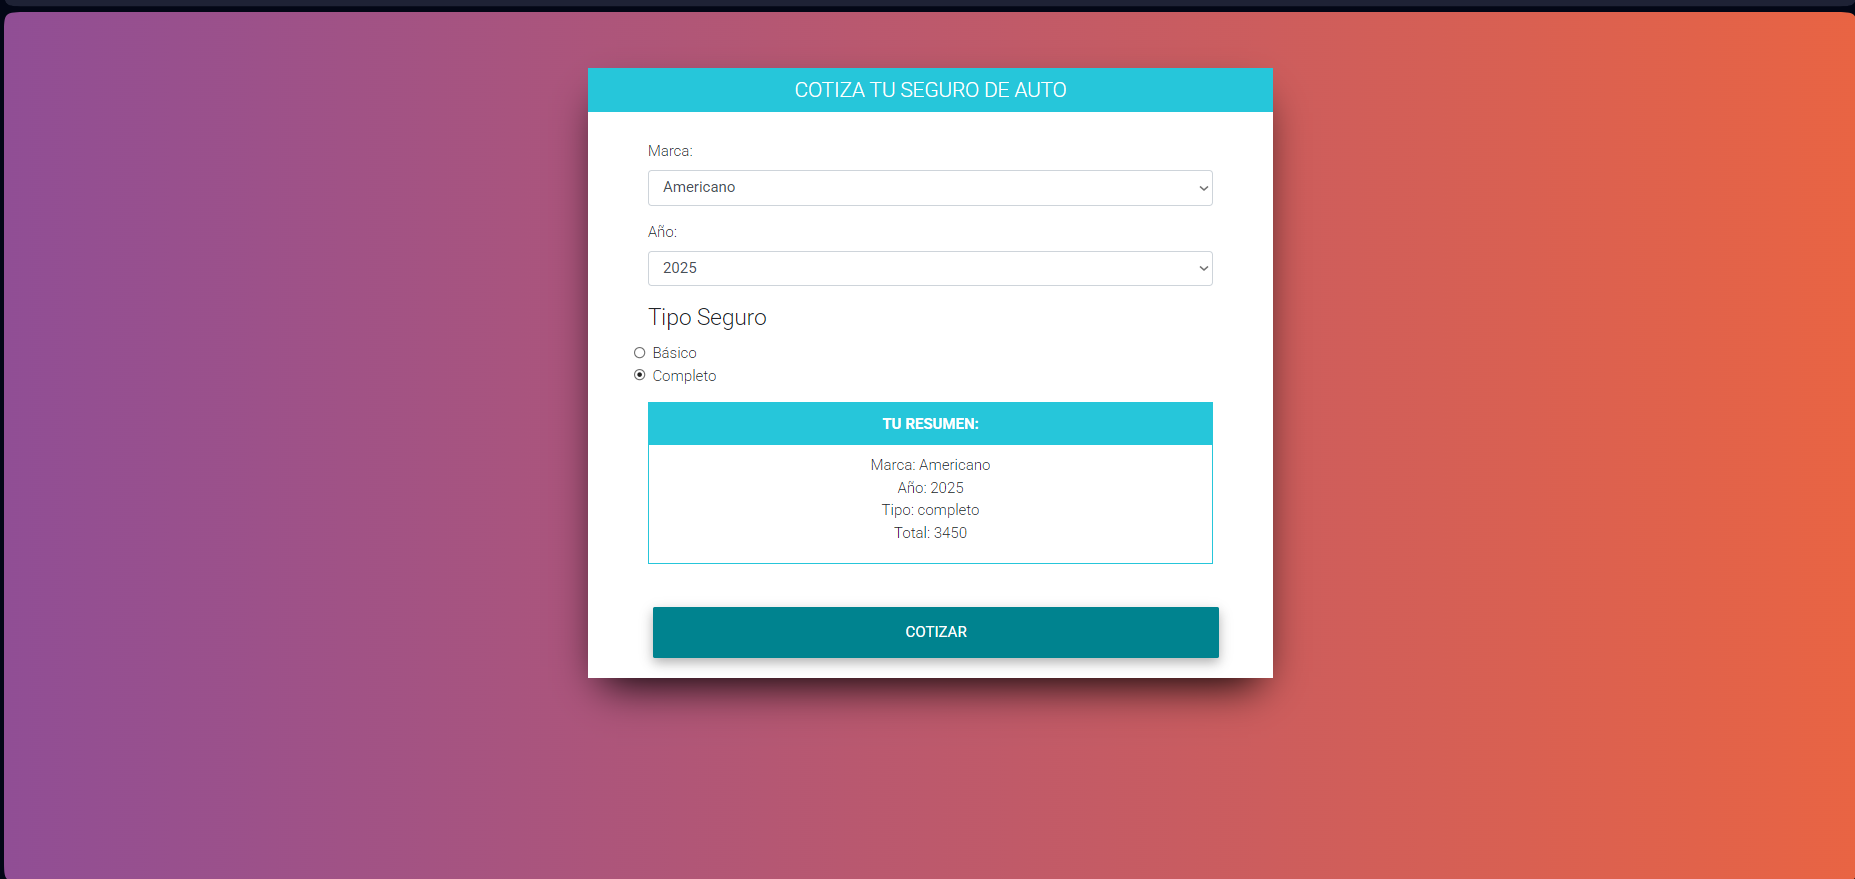 COTIZA TU SEGURO DE AUTO
Marca:
Americano
Año:
2025
Tipo Seguro
Básico
Completo
TU RESUMEN:
Marca: Americano
Año: 2025
Tipo: completo
Total: 3450
COTIZAR